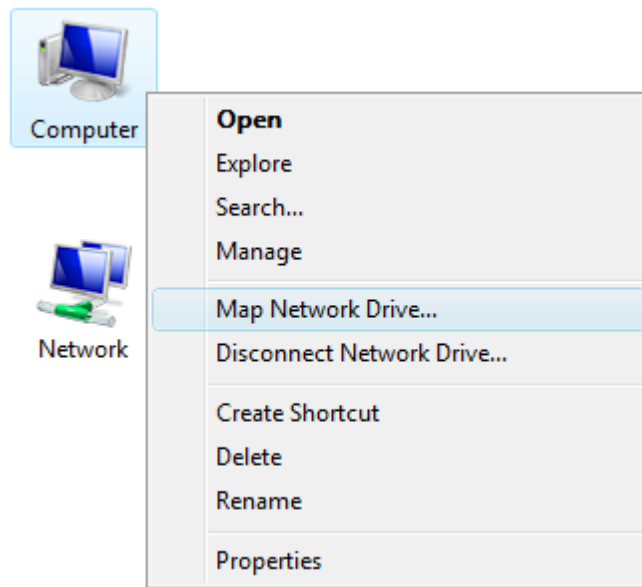 Computer
Open
Explore
Search...
Manage
Map Network Drive...
Network
Disconnect Network Drive...
Create Shortcut
Delete
Rename
Properties